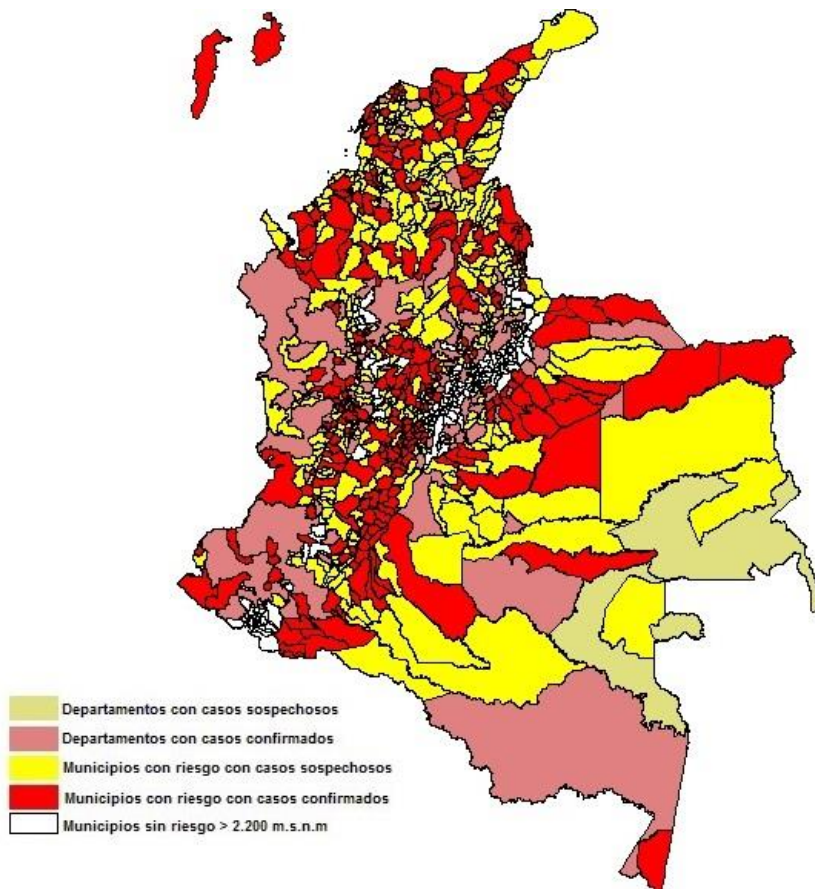 Departamentos con casos sospechosos
Departamentos con casos confirmados
Municipios con riesgo con casos sospechosos
Municipios con riesgo con casos confirmados
Municipios sin riesgo > 2.200 m.s.n.m